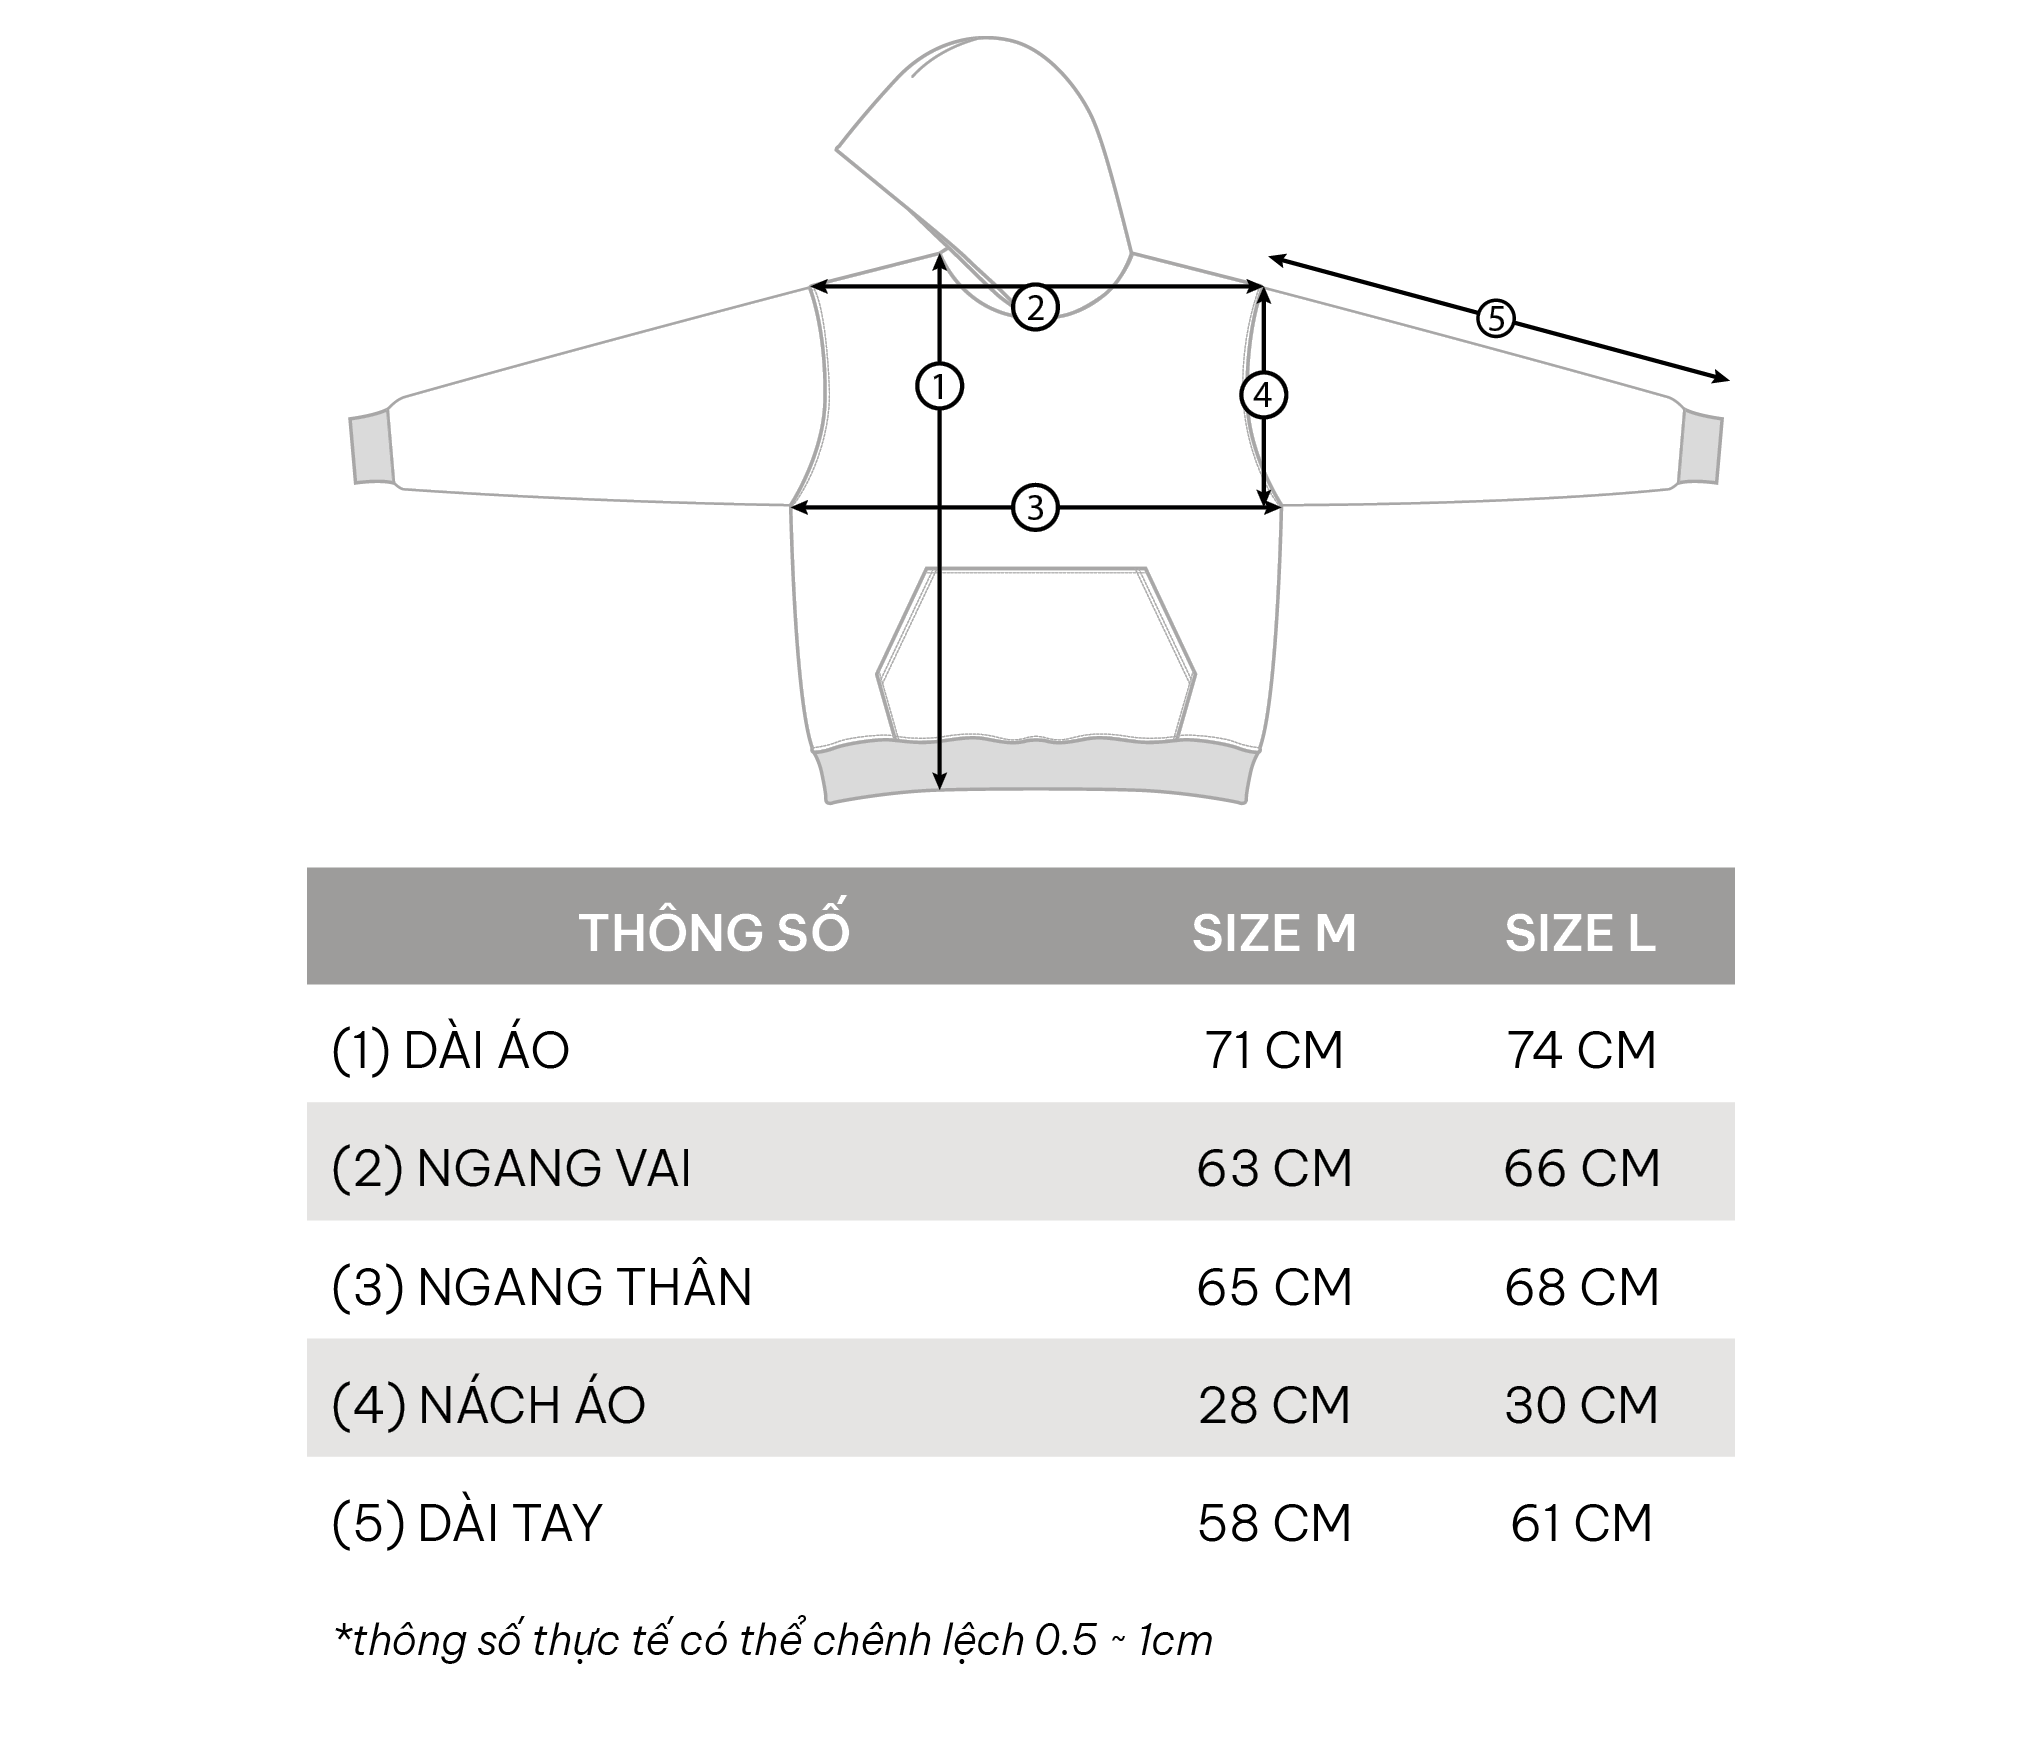 2
5
1
4
3
THÔNG SỐ SIZE M SIZE L
(1) DÀI ÁO 71 CM 74 CM
(2) NGANG VAI 63 CM 66 CM
(3) NGANG THÂN 65 CM 68 CM
(4) NÁCH ÁO 28 CM 30 CM
(5) DÀI TAY 58 CM 61 CM
*thông số thực tế có thể chênh lệch 0.5 ~ 1cm